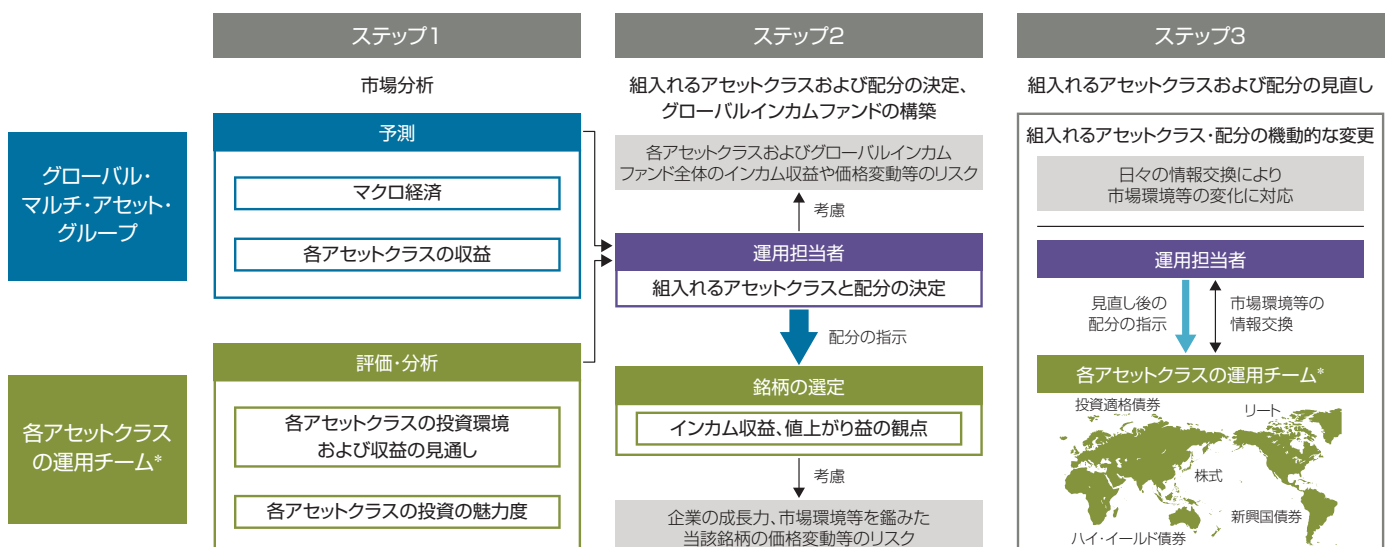 ステップ1
市場分析
グローバル・
マルチ・アセット・
グループ
予測
マクロ経済
各アセットクラスの収益
各アセットクラス
の運用チーム*
評価・分析
各アセットクラスの投資環境
および収益の見通し
各アセットクラスの投資の魅力度
ステップ2
組入れるアセットクラスおよび配分の決定、
グローバルインカムファンドの構築
各アセットクラスおよびグローバルインカム
ファンド全体のインカム収益や価格変動等のリスク
考慮
運用担当者
組入れるアセットクラスと配分の決定
配分の指示
銘柄の選定
インカム収益、値上がり益の観点
考慮
企業の成長力、市場環境等を鑑みた
当該銘柄の価格変動等のリスク
ステップ3
組入れるアセットクラスおよび配分の見直し
組入れるアセットクラス・配分の機動的な変更
日々の情報交換により
市場環境等の変化に対応
運用担当者
見直し後の
配分の指示
市場環境等の
情報交換
各アセットクラスの運用チーム*
投資適格債券
リート
株式
新興国債券
ハイ・イールド債券